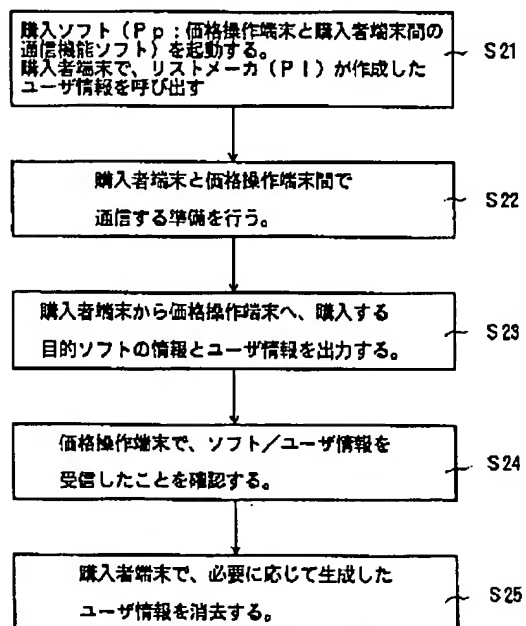 購入ソフト（Pp：価格操作端末と購入者端末間の
通信機能ソフト）を起動する。
購入者端末で、リストメーカ（Pl）が作成した
ユーザ情報を呼び出す
S21
購入者端末と価格操作端末間で
通信する準備を行う。
S22
購入者端末から価格操作端末へ、購入する
目的ソフトの情報とユーザ情報を出力する。
S23
価格操作端末で、ソフト／ユーザ情報を
受信したことを確認する。
S24
購入者端末で、必要に応じて生成した
ユーザ情報を消去する。
S25